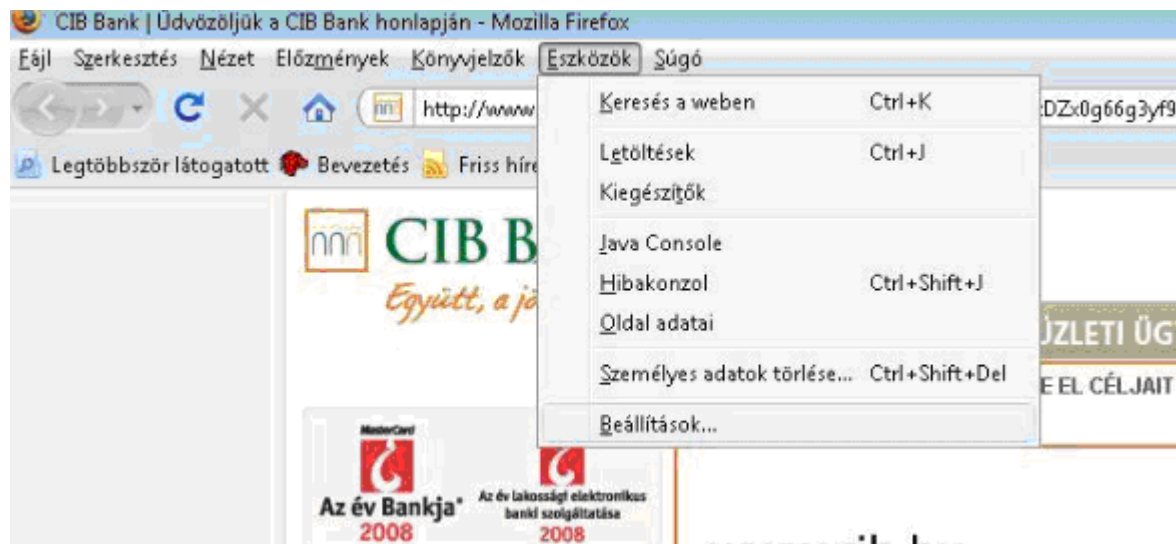 CIB Bank | Üdvözöljük a CIB Bank honlapján - Mozilla Firefox
Fájl Szerkesztés Nézet Előzmények Könyvjelzők Eszközök Súgó
http://www
:DZx0g66g3yf9
Legtöbbször látogatott Bevezetés Friss híre
Keresés a weben Ctrl+K
Letöltések Ctrl+J
Kiegészítők
Java Console
Hibakonzol Ctrl+Shift+J
Oldal adatai
Személyes adatok törlése... Ctrl+Shift+Del
Beállítások...
CIB B
Együtt, a jö
ÜZLETI ÜG
E EL CÉLJAIT
MasterCard
Az év Bankja*
2008
Az év lakossági elektronikus
banki szolgáltatása
2008